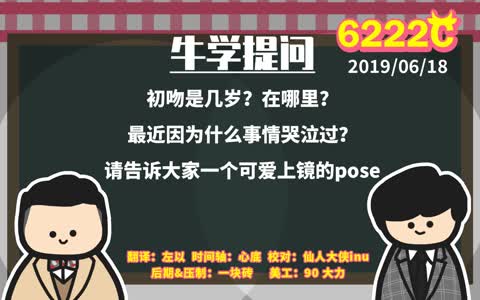 牛学提问
6222℃
2019/06/18
初吻是几岁？在哪里？
最近因为什么事情哭泣过？
请告诉大家一个可爱上镜的pose
翻译：左以 时间轴：心底 校对：仙人大侠inu
后期&压制：一块砖 美工：90 大力